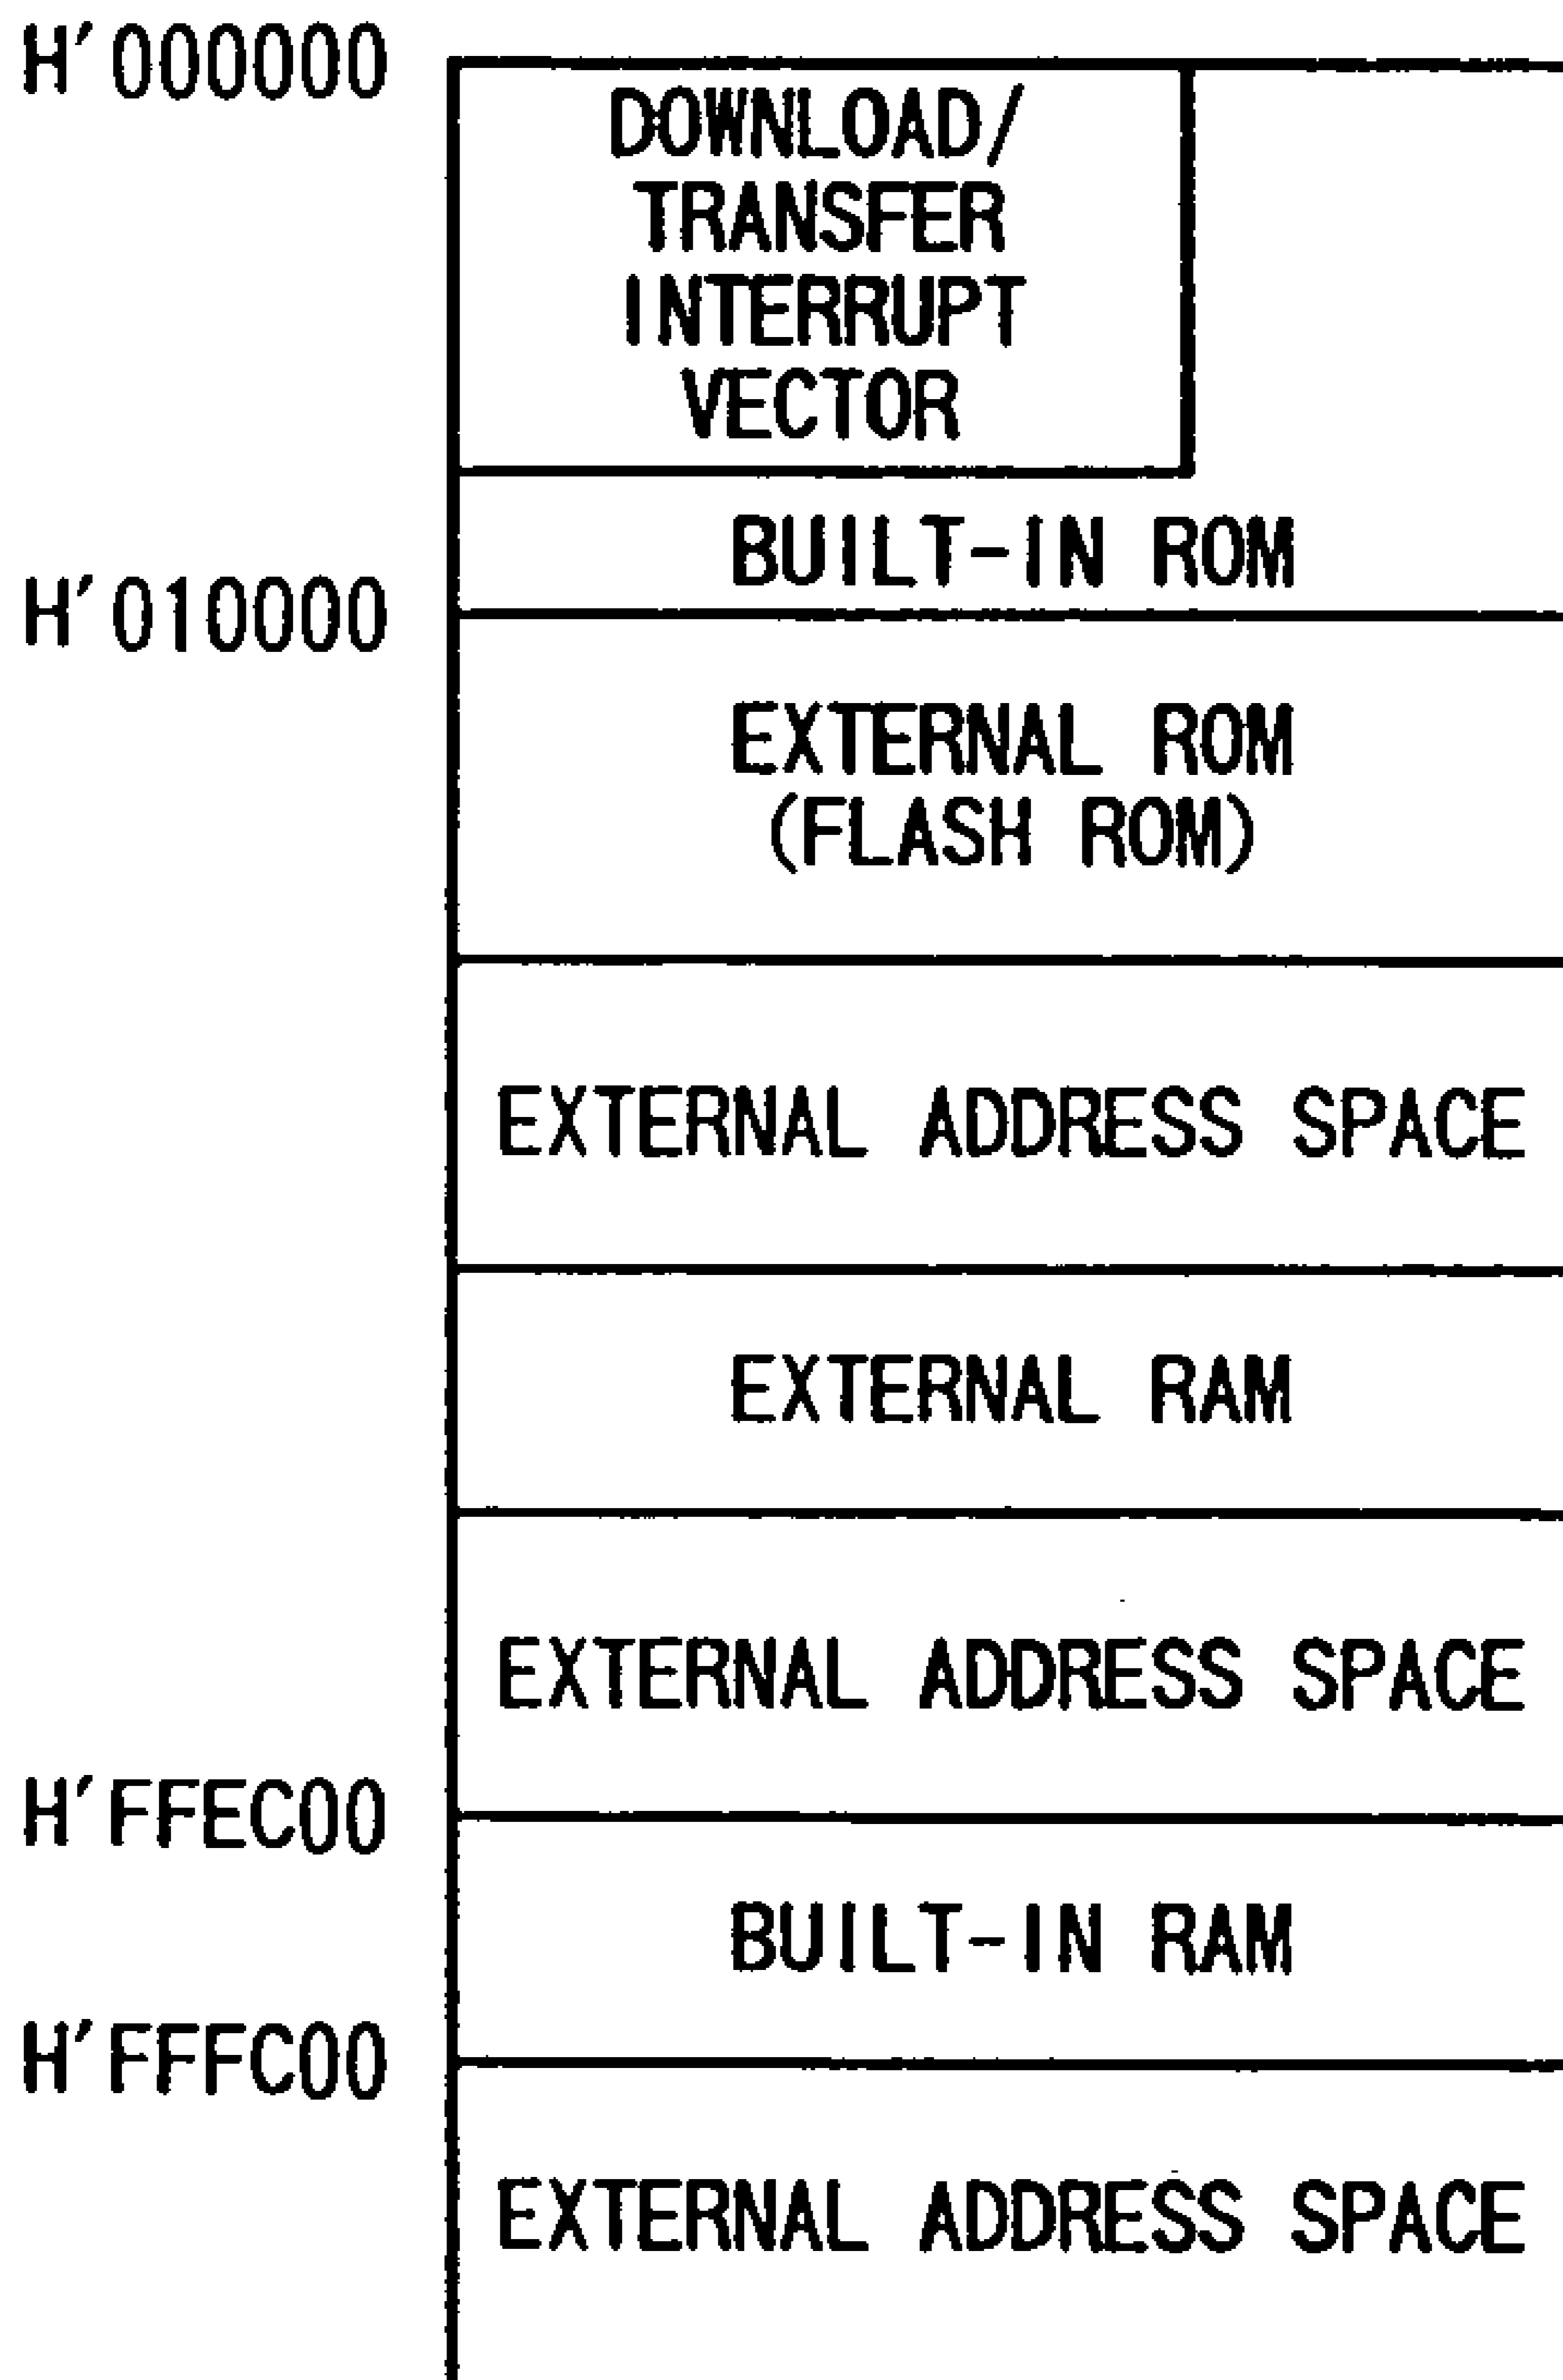 H'000000
DOWNLOAD/
TRANSFER
INTERRUPT
VECTOR
BUILT-IN ROM
H'010000
EXTERNAL ROM
(FLASH ROM)
EXTERNAL ADDRESS SPACE
EXTERNAL RAM
EXTERNAL ADDRESS SPACE
H'FFEC00
BUILT-IN RAM
H'FFFC00
EXTERNAL ADDRESS SPACE